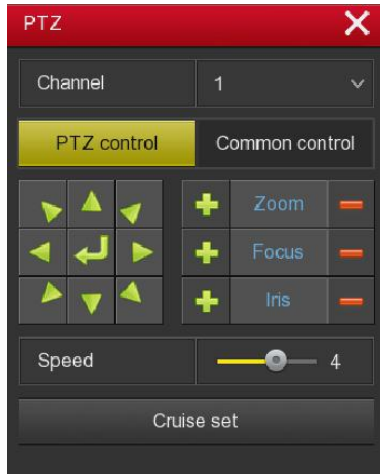 PTZ
Channel 1
PTZ control Common control
Zoom
Focus
Iris
Speed 4
Cruise set